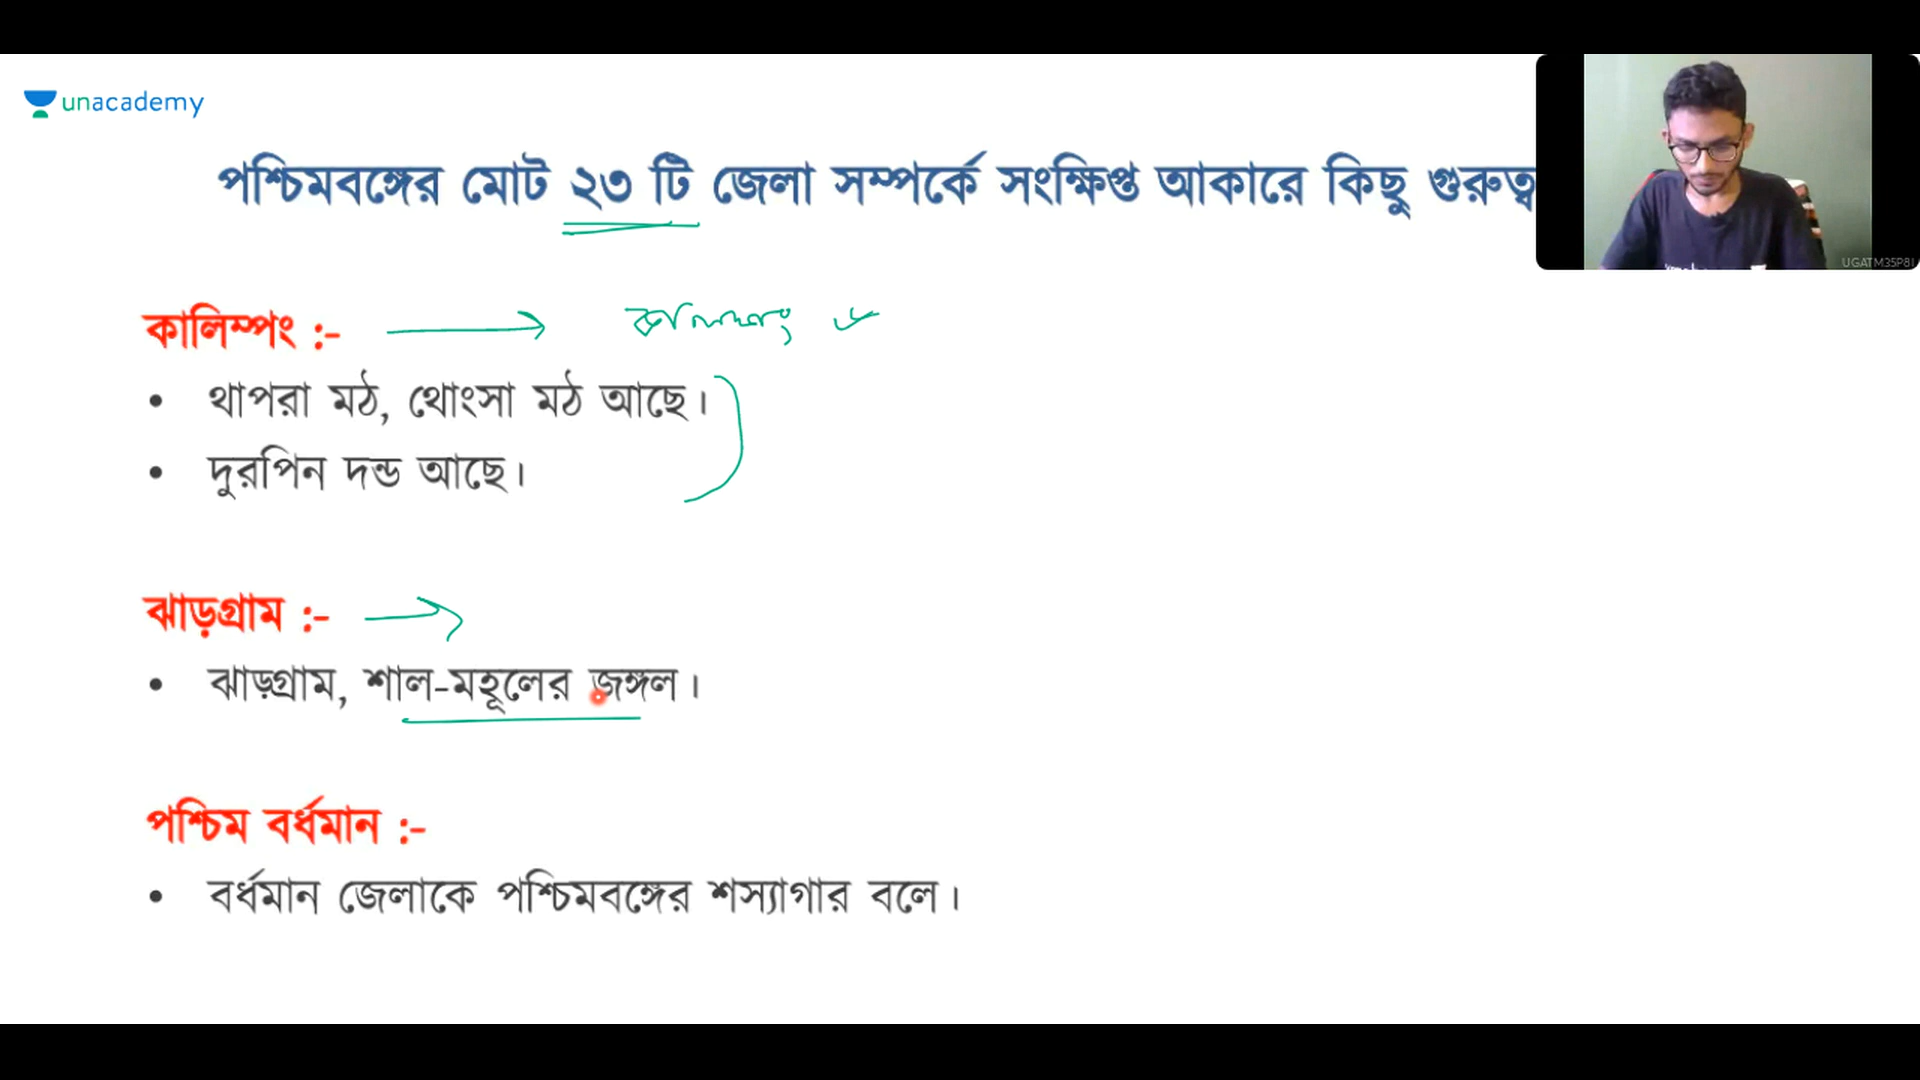 unacademy
পশ্চিমবঙ্গের মোট ২৩ টি জেলা সম্পর্কে সংক্ষিপ্ত আকারে কিছু গুরুত্ব
UGATM35P8I
কালিম্পং :-
• থাপরা মঠ, থোংসা মঠ আছে।
• দুরপিন দন্ড আছে।
ঝাড়গ্রাম :-
• ঝাড়গ্রাম, শাল-মহূলের জঙ্গল।
পশ্চিম বর্ধমান :-
• বর্ধমান জেলাকে পশ্চিমবঙ্গের শস্যাগার বলে।